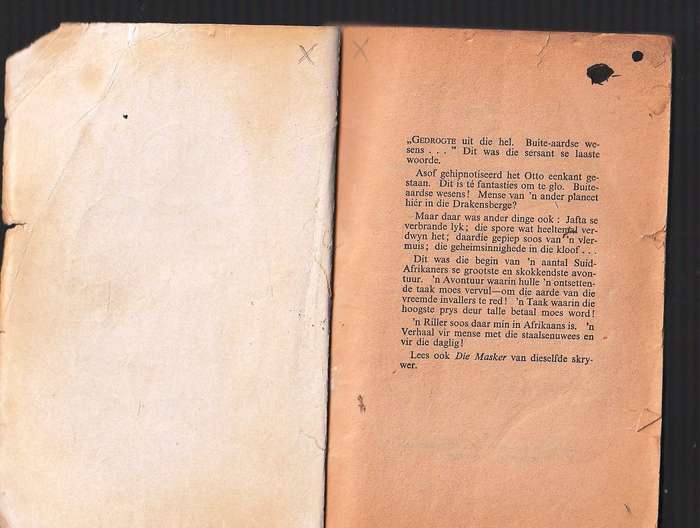 X X
„GEDROGTE uit die hel. Buite-aardse we-
sens . . ." Dit was die sersant se laaste
woorde.
Asof gehipnotiseerd het Otto eenkant ge-
staan. Dit is té fantasties om te glo. Buite-
aardse wesens! Mense van 'n ander planeet
hiér in die Drakensberge?
Maar daar was ander dinge ook : Jafta se
verbrande lyk; die spore wat heeltemal ver-
dwyn het; daardie gepiep soos van 'n vler-
muis; die geheimsinnighede in die kloof . . .
Dit was die begin van 'n aantal Suid-
Afrikaners se grootste en skokkendste avon-
tuur. 'n Avontuur waarin hulle 'n ontsetten-
de taak moes vervul—om die aarde van die
vreemde invallers te red! 'n Taak waarin die
hoogste prys deur talle betaal moes word!
'n Riller soos daar min in Afrikaans is. 'n
Verhaal vir mense met die staalsenuwees en
vir die daglig!
Lees ook Die Masker van dieselfde skry-
wer.